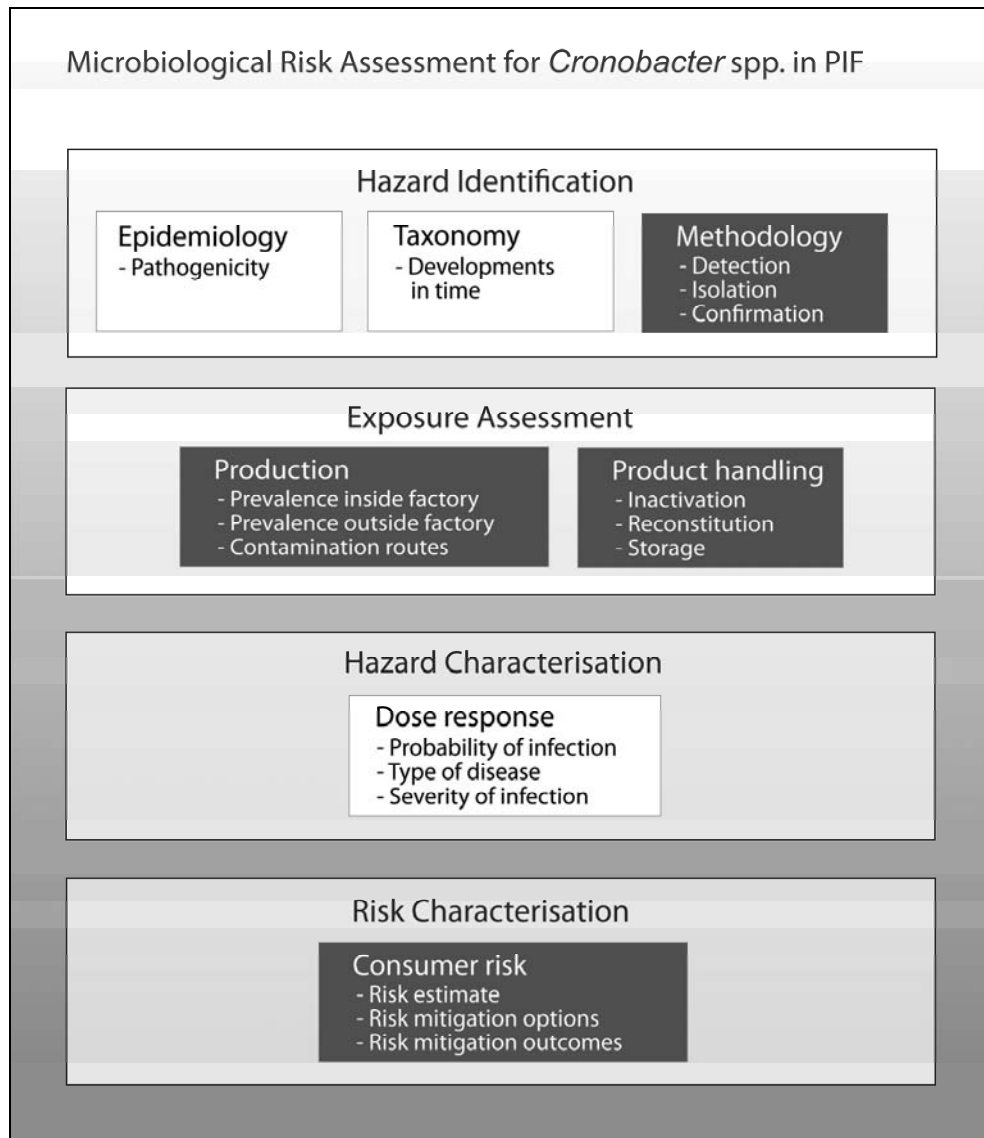 Microbiological Risk Assessment for Cronobacter spp. in PIF
Hazard Identification
Epidemiology
- Pathogenicity
Taxonomy
- Developments
in time
Methodology
- Detection
- Isolation
- Confirmation
Exposure Assessment
Production
- Prevalence inside factory
- Prevalence outside factory
- Contamination routes
Product handling
- Inactivation
- Reconstitution
- Storage
Hazard Characterisation
Dose response
- Probability of infection
- Type of disease
- Severity of infection
Risk Characterisation
Consumer risk
- Risk estimate
- Risk mitigation options
- Risk mitigation outcomes